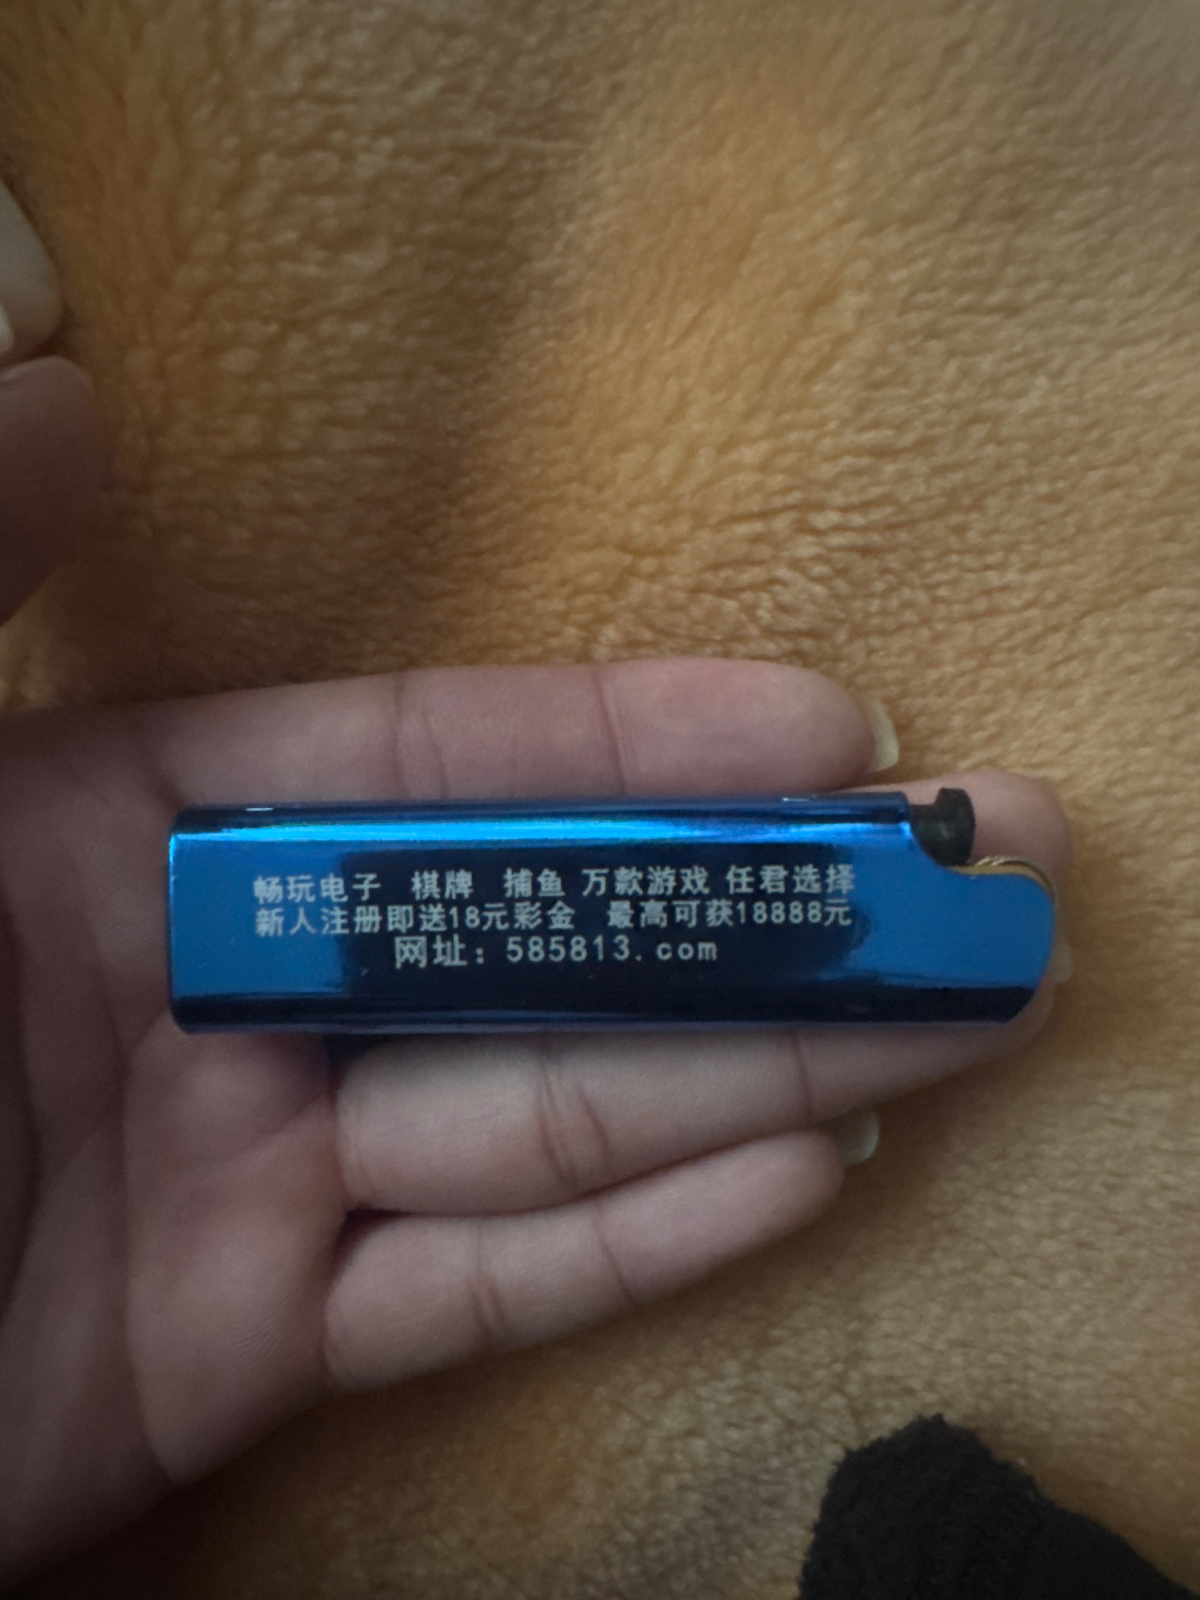 畅玩电子 棋牌 捕鱼 万款游戏 任君选择
新人注册即送18元彩金 最高可获18888元
网址：585813.com